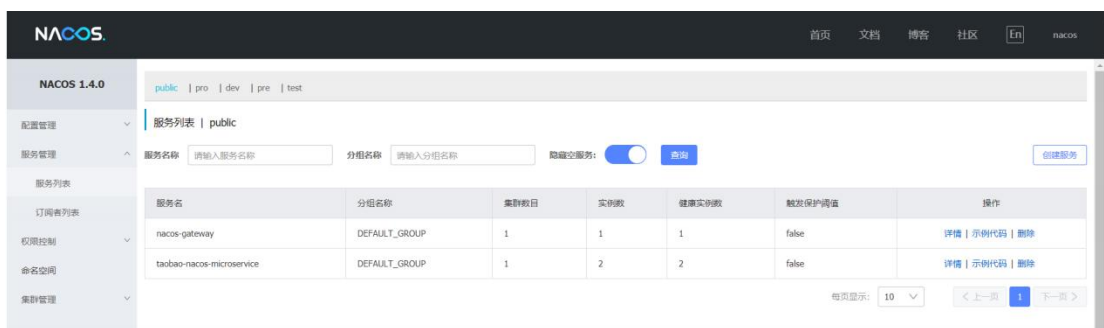 NACOS. 首页 文档 博客 社区 En nacos
NACOS 1.4.0
public | pro | dev | pre | test
配置管理
服务列表 | public
服务管理
服务名称 请输入服务名称 分组名称 请输入分组名称 隐藏空服务: 查询 创建服务
服务列表
订阅者列表
权限控制
命名空间
集群管理
服务名 分组名称 集群数目 实例数 健康实例数 触发保护阈值 操作
nacos-gateway DEFAULT_GROUP 1 1 1 false 详情 | 示例代码 | 删除
taobao-nacos-microservice DEFAULT_GROUP 1 2 2 false 详情 | 示例代码 | 删除
每页显示: 10 < 上一页 1 下一页 >